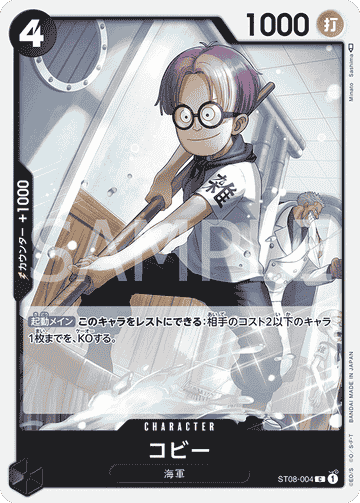 4
1000
打
Minato Sashima
カウンター +1000
雑
SAMPLE
起動メイン このキャラをレストにできる:相手のコスト2以下のキャラ
1枚までを、KOする。
CHARACTER
コビー
海軍
ST08-004 C 1
BANDAI MADE IN JAPAN